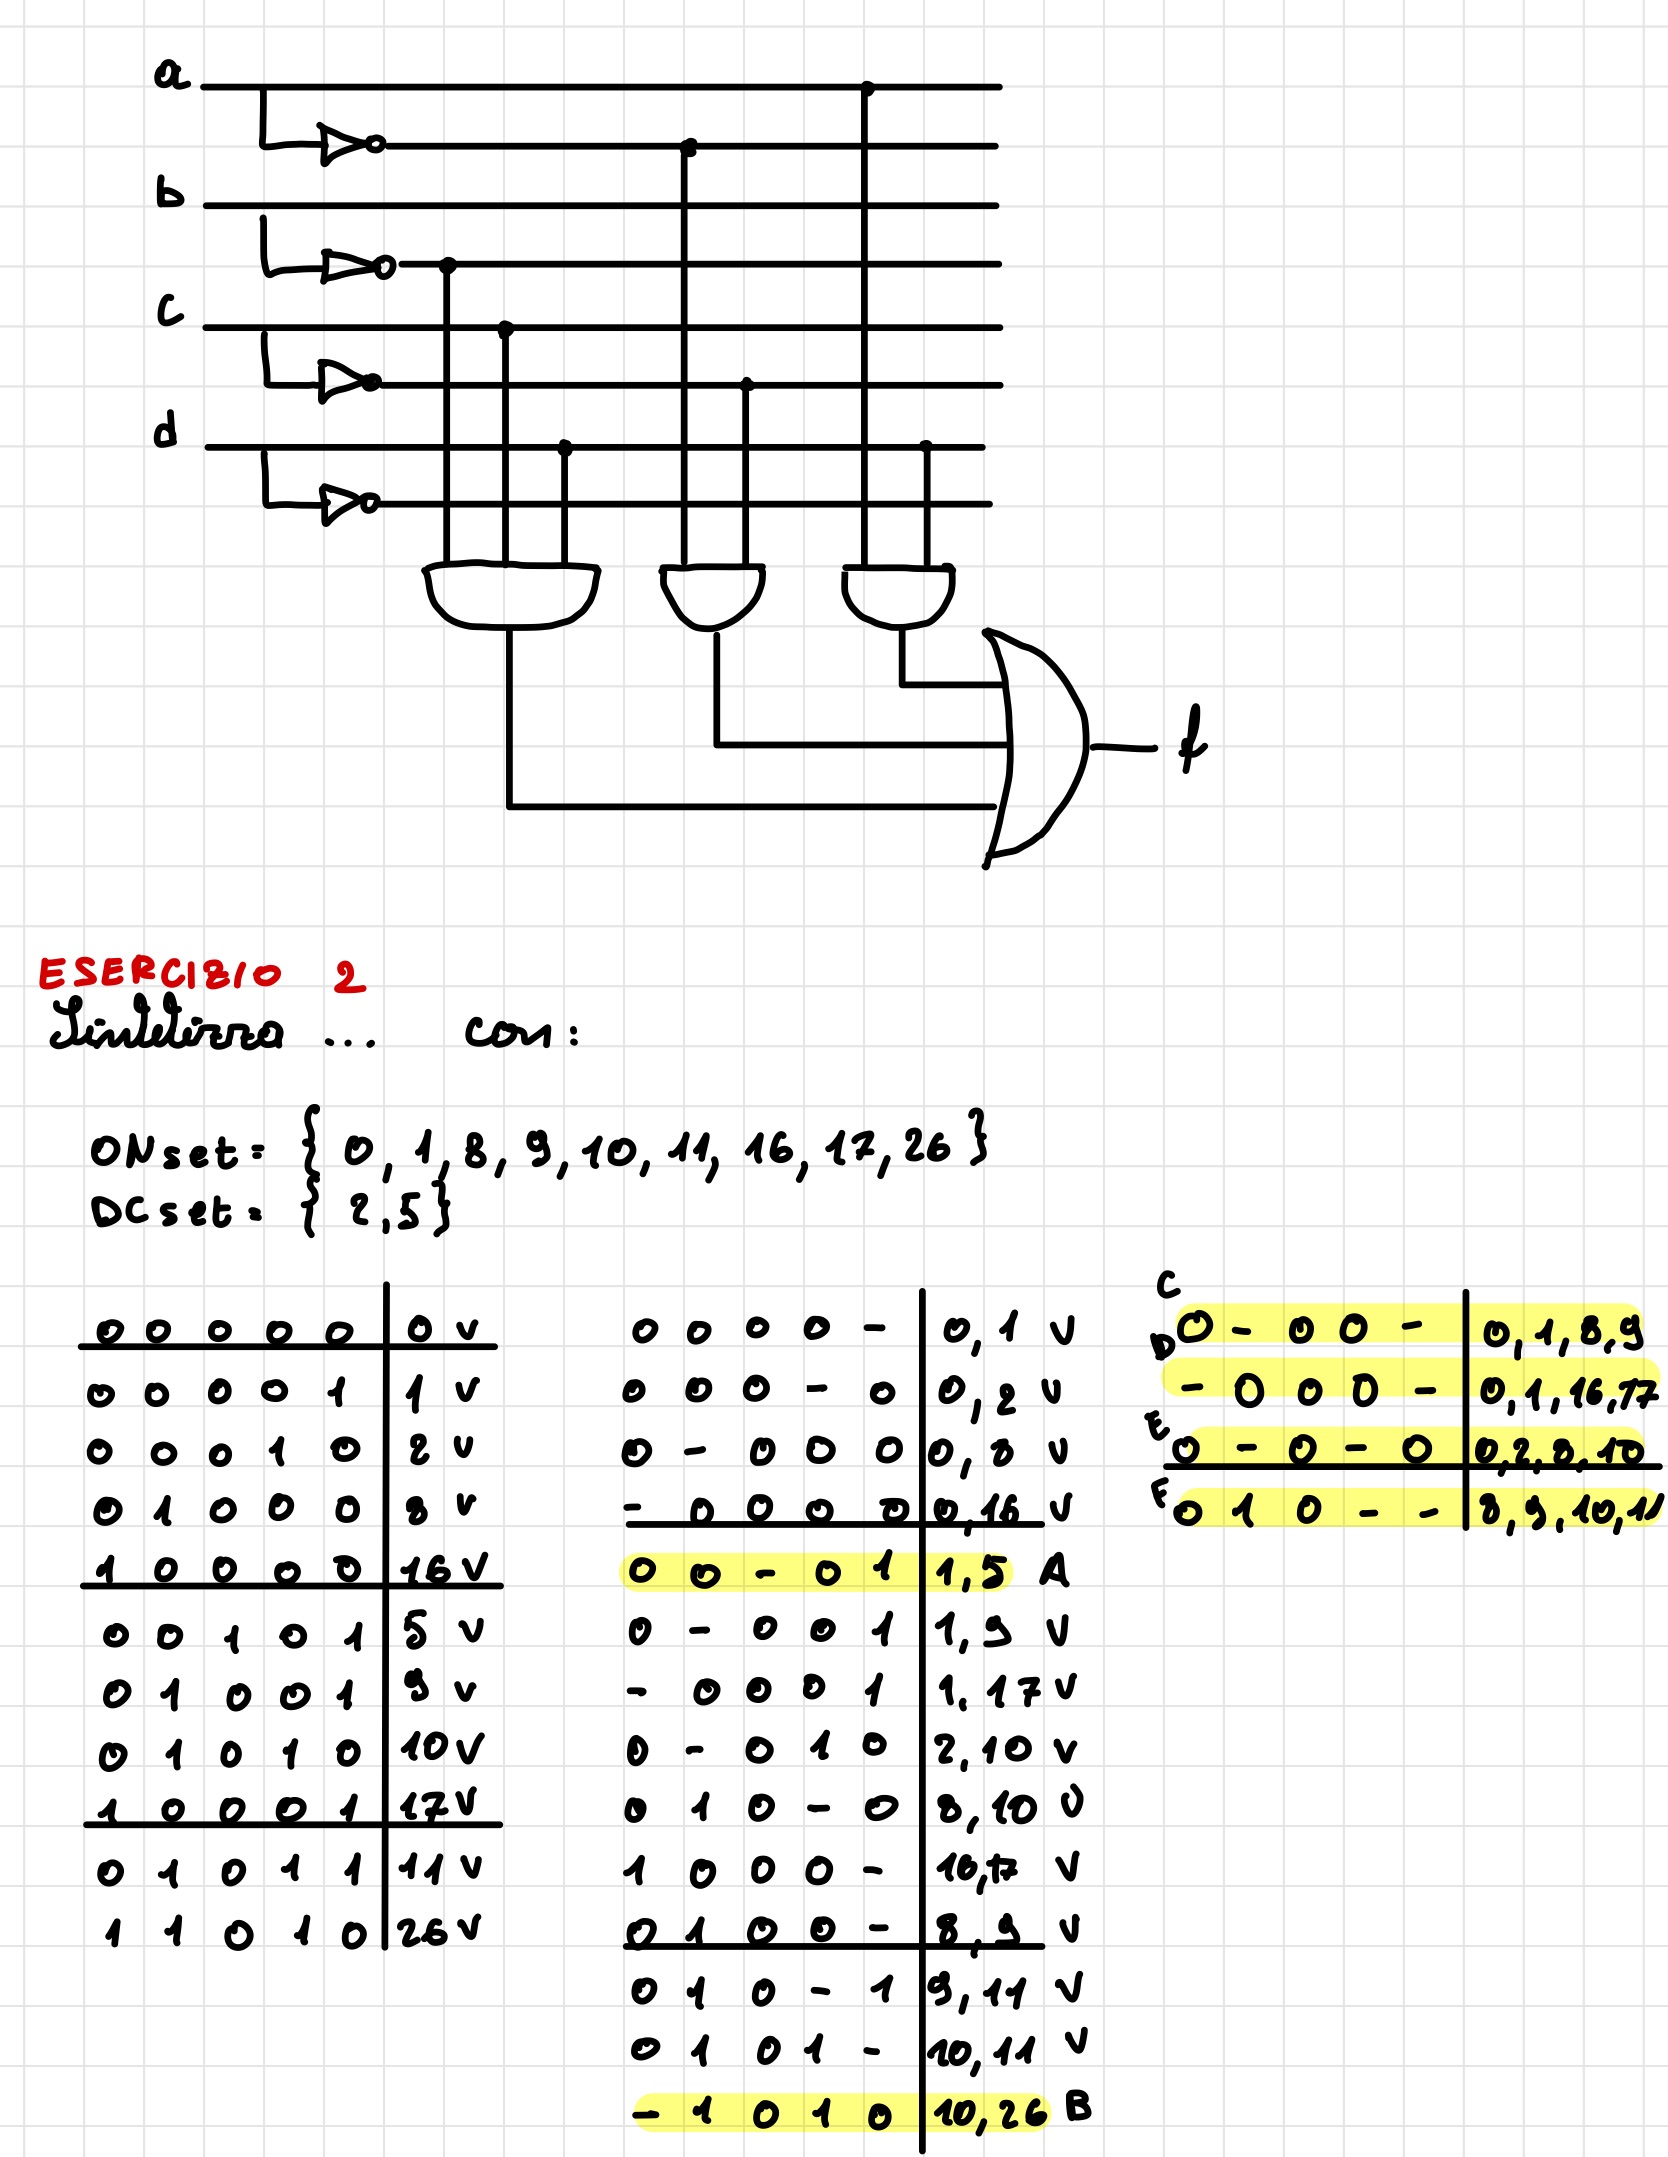 a
b
c
d
f
ESERCIZIO 2
Sintetizzo ... con:
ONset = { 0, 1, 8, 9, 10, 11, 16, 17, 26 }
DCset = { 2, 5 }
0 0 0 0 0 | 0 v
0 0 0 0 1 | 1 v
0 0 0 1 0 | 2 v
0 1 0 0 0 | 8 v
1 0 0 0 0 | 16 v
0 0 1 0 1 | 5 v
0 1 0 0 1 | 9 v
0 1 0 1 0 | 10 v
1 0 0 0 1 | 17 v
0 1 0 1 1 | 11 v
1 1 0 1 0 | 26 v
0 0 0 0 - | 0, 1 v
0 0 0 - 0 | 0, 2 v
0 - 0 0 0 | 0, 8 v
- 0 0 0 0 | 0, 16 v
0 0 - 0 1 | 1, 5 A
0 - 0 0 1 | 1, 9 v
- 0 0 0 1 | 1, 17 v
0 - 0 1 0 | 2, 10 v
0 1 0 - 0 | 8, 10 v
1 0 0 0 - | 16, 17 v
0 1 0 0 - | 8, 9 v
0 1 0 - 1 | 9, 11 v
0 1 0 1 - | 10, 11 v
- 1 0 1 0 | 10, 26 B
C 0 - 0 0 - | 0, 1, 8, 9
D - 0 0 0 - | 0, 1, 16, 17
E 0 - 0 - 0 | 0, 2, 8, 10
F 0 1 0 - - | 8, 9, 10, 11